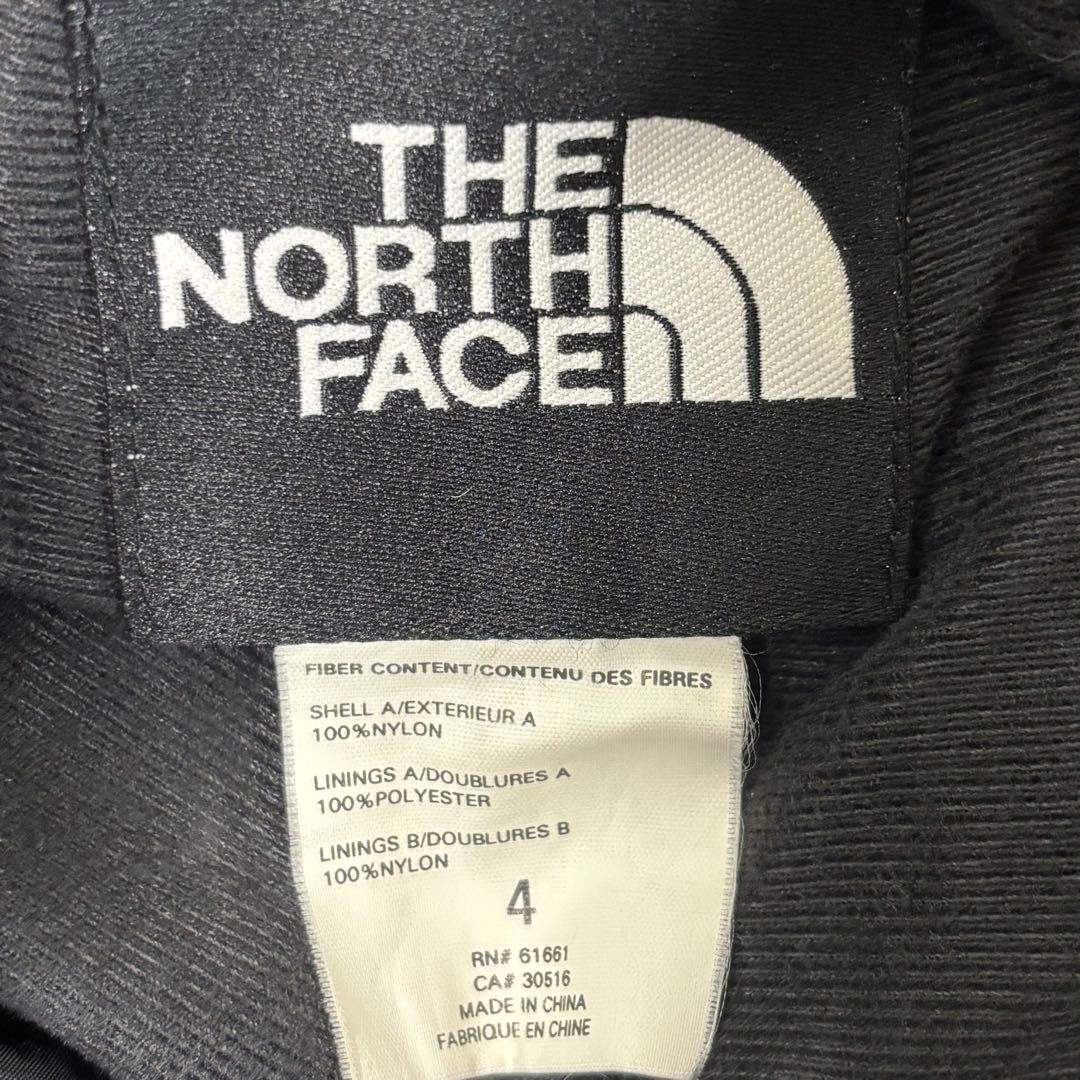 THE
NORTH
FACE
FIBER CONTENT/CONTENU DES FIBRES
SHELL A/EXTERIEUR A
100%NYLON
LININGS A/DOUBLURES A
100%POLYESTER
LININGS B/DOUBLURES B
100%NYLON
4
RN# 61661
CA# 30516
MADE IN CHINA
FABRIQUE EN CHINE